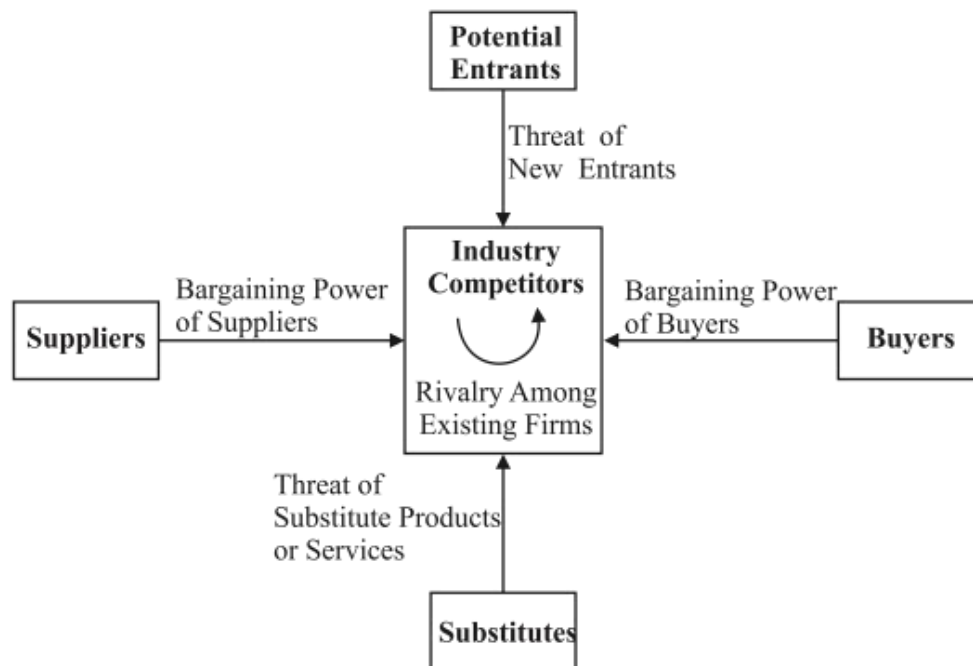 Potential
Entrants
Threat of
New Entrants
Industry
Competitors
Bargaining Power
of Suppliers
Bargaining Power
of Buyers
Suppliers
Buyers
Rivalry Among
Existing Firms
Threat of
Substitute Products
or Services
Substitutes